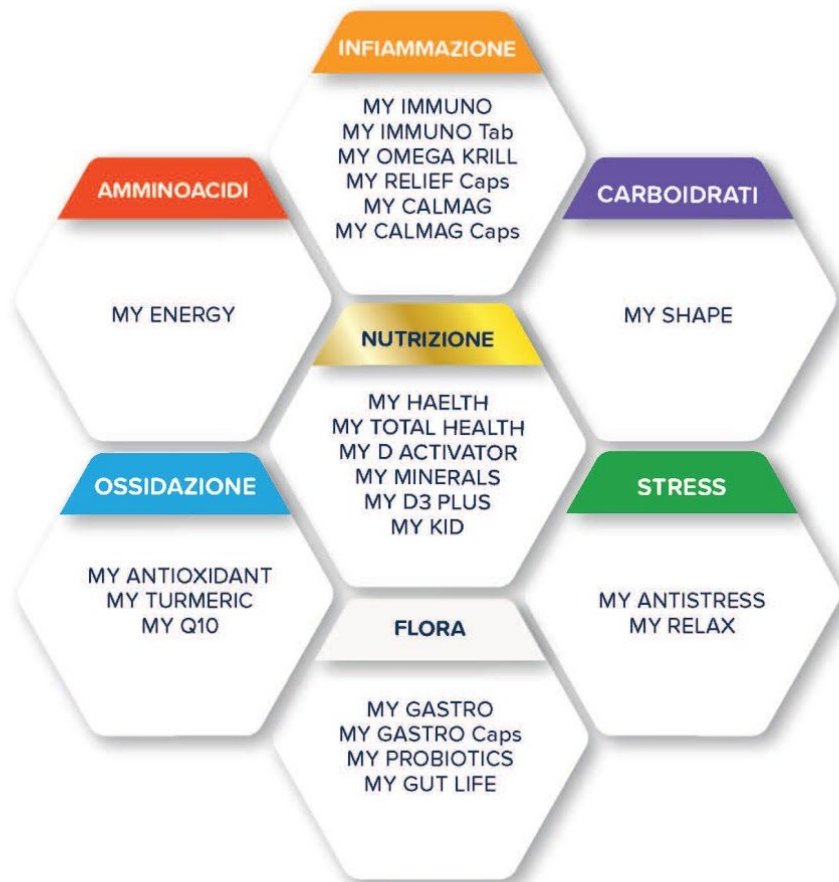 INFIAMMAZIONE
MY IMMUNO
MY IMMUNO Tab
MY OMEGA KRILL
MY RELIEF Caps
MY CALMAG
MY CALMAG Caps
AMMINOACIDI
MY ENERGY
CARBOIDRATI
MY SHAPE
NUTRIZIONE
MY HAELTH
MY TOTAL HEALTH
MY D ACTIVATOR
MY MINERALS
MY D3 PLUS
MY KID
OSSIDAZIONE
MY ANTIOXIDANT
MY TURMERIC
MY Q10
STRESS
MY ANTISTRESS
MY RELAX
FLORA
MY GASTRO
MY GASTRO Caps
MY PROBIOTICS
MY GUT LIFE